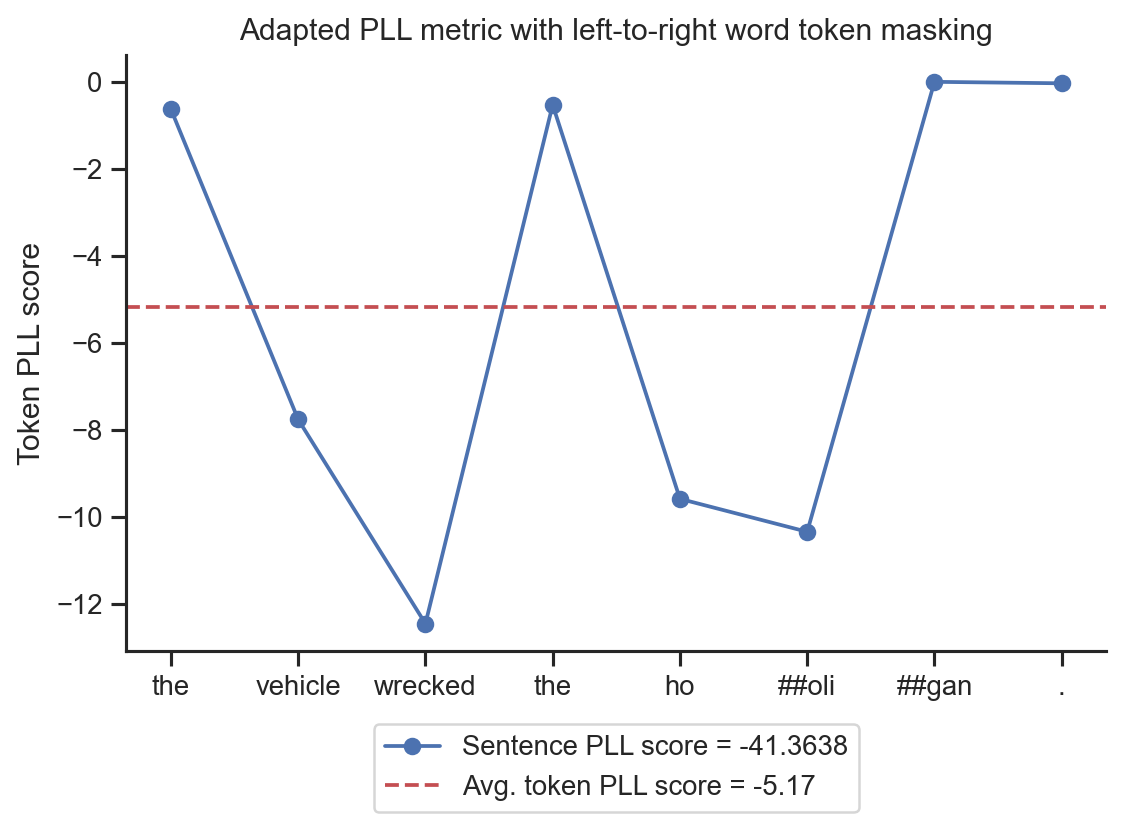 Adapted PLL metric with left-to-right word token masking
Token PLL score
0
−2
−4
−6
−8
−10
−12
the vehicle wrecked the ho ##oli ##gan .
Sentence PLL score = -41.3638
Avg. token PLL score = -5.17